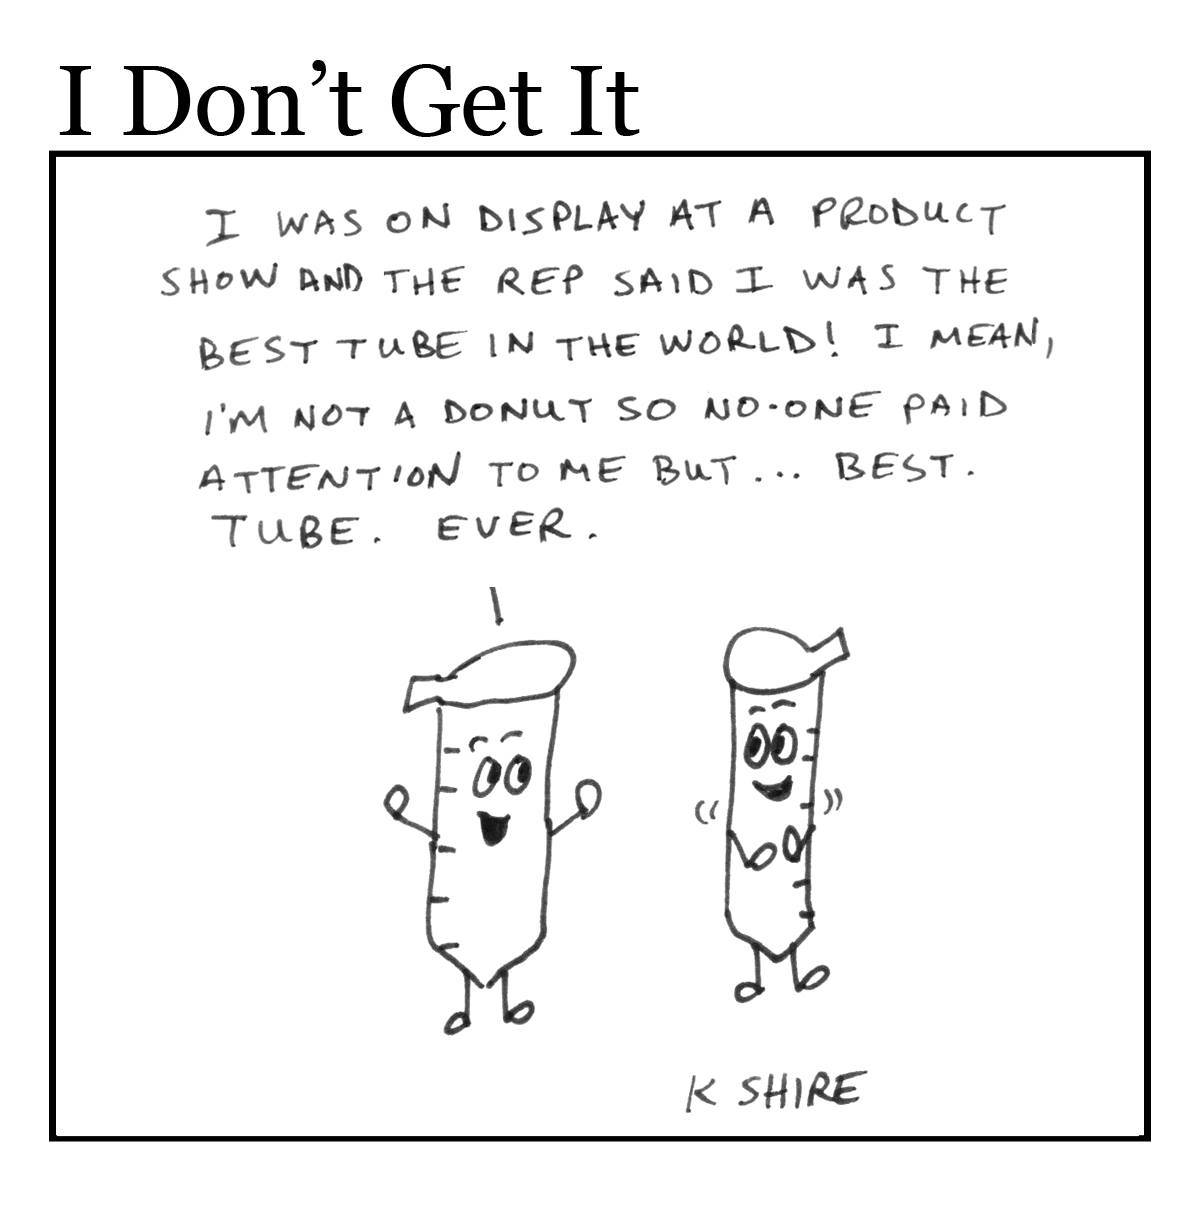 I Don’t Get It
I WAS ON DISPLAY AT A PRODUCT
SHOW AND THE REP SAID I WAS THE
BEST TUBE IN THE WORLD! I MEAN,
I'M NOT A DONUT SO NO-ONE PAID
ATTENTION TO ME BUT... BEST.
TUBE. EVER.
K SHIRE